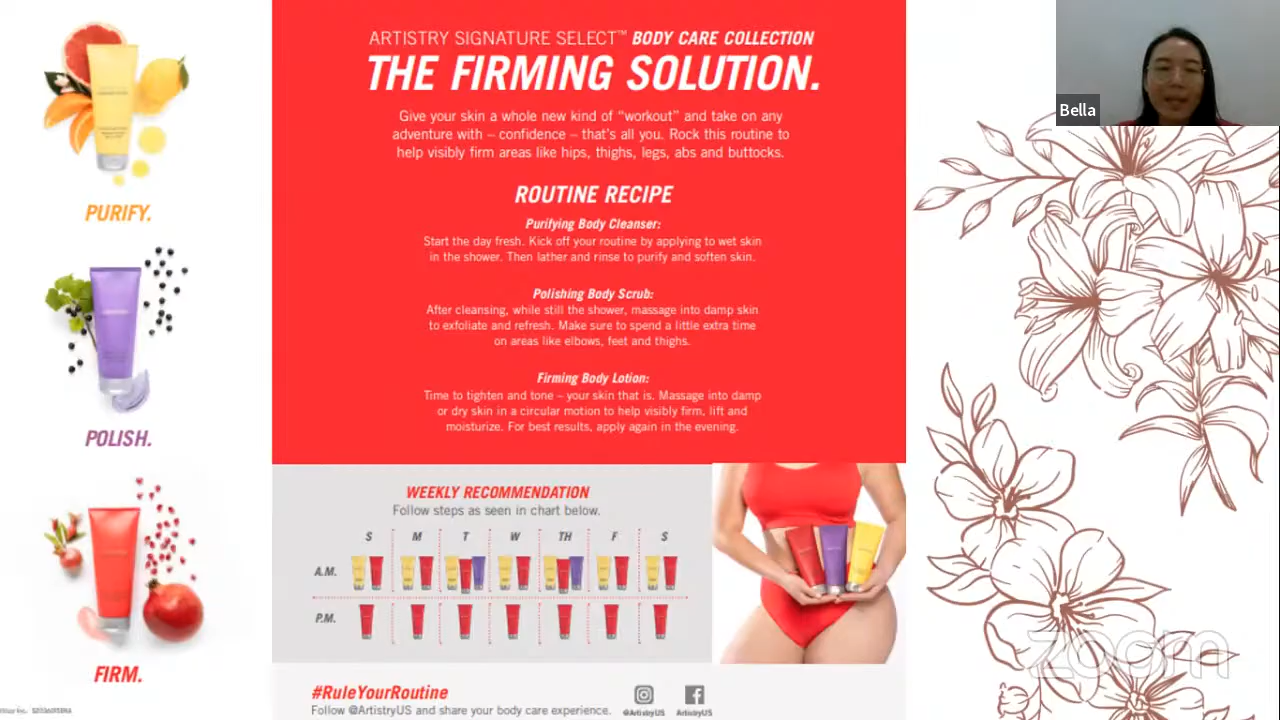 ARTISTRY SIGNATURE SELECT™ BODY CARE COLLECTION
THE FIRMING SOLUTION.
Give your skin a whole new kind of “workout” and take on any
adventure with – confidence – that’s all you. Rock this routine to
help visibly firm areas like hips, thighs, legs, abs and buttocks.
ROUTINE RECIPE
Purifying Body Cleanser:
Start the day fresh. Kick off your routine by applying to wet skin
in the shower. Then lather and rinse to purify and soften skin.
Polishing Body Scrub:
After cleansing, while still the shower, massage into damp skin
to exfoliate and refresh. Make sure to spend a little extra time
on areas like elbows, feet and thighs.
Firming Body Lotion:
Time to tighten and tone – your skin that is. Massage into damp
or dry skin in a circular motion to help visibly firm, lift and
moisturize. For best results, apply again in the evening.
WEEKLY RECOMMENDATION
Follow steps as seen in chart below.
S M T W TH F S
A.M.
P.M.
#RuleYourRoutine
Follow @ArtistryUS and share your body care experience.
@ArtistryUS ArtistryUS
PURIFY.
POLISH.
FIRM.
Bella
zoom